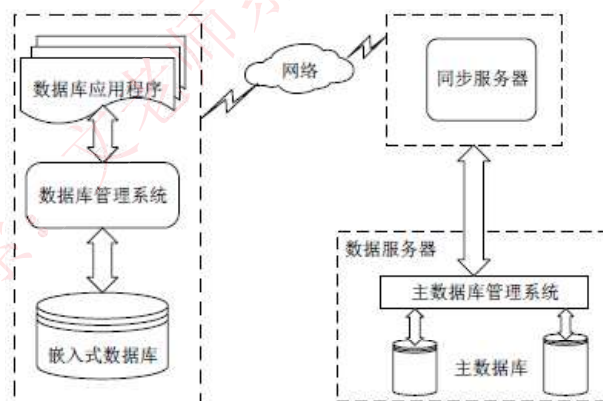 数据库应用程序
数据库管理系统
嵌入式数据库
网络
同步服务器
数据服务器
主数据库管理系统
主数据库